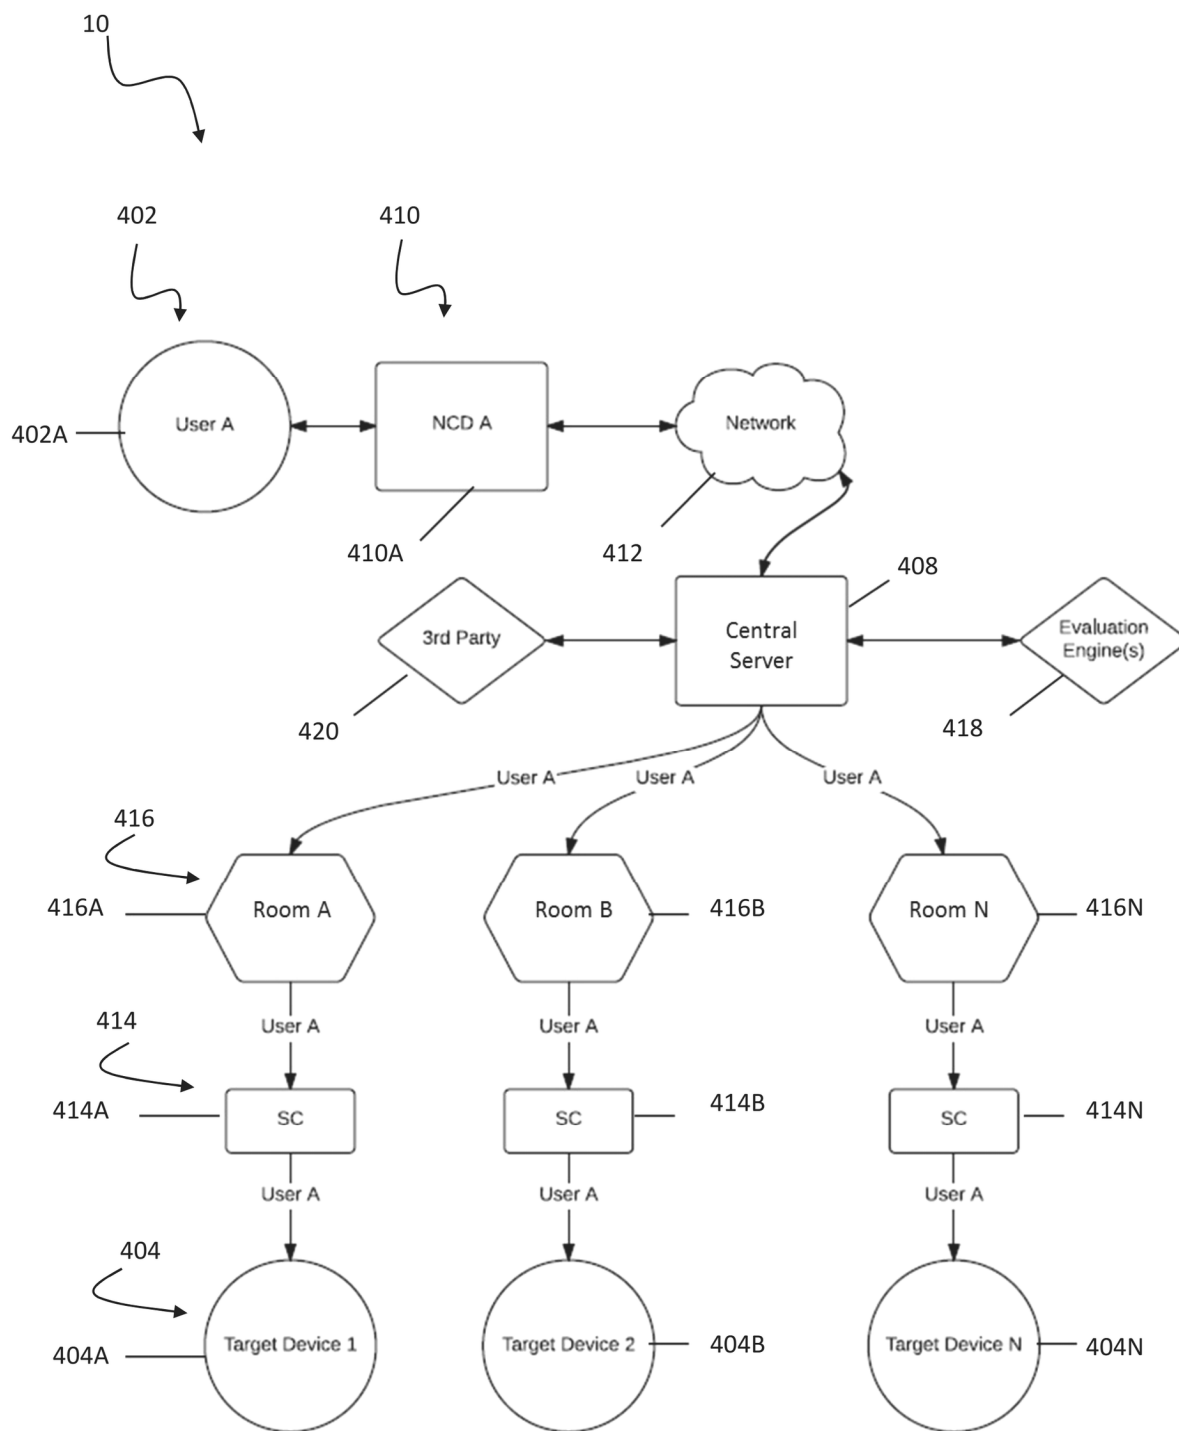 10
402
410
User A
NCD A
Network
402A
410A
412
408
3rd Party
Central
Server
Evaluation
Engine(s)
420
418
User A
User A
User A
416
416A
Room A
Room B
416B
Room N
416N
User A
User A
User A
414
414A
SC
SC
414B
SC
414N
User A
User A
User A
404
Target Device 1
Target Device 2
404B
Target Device N
404N
404A